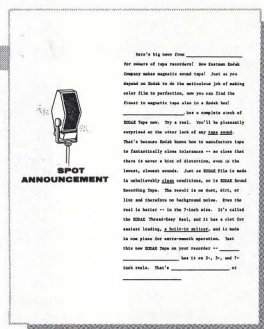 Here's big news from ____________________
for owners of tape recorders! Now Eastman Kodak
Company makes magnetic sound tape! Just as you
depend on Kodak to do the meticulous job of making
color film to perfection, now you can find the
finest in magnetic tape also in a Kodak box!
____________________ has a complete stock of
KODAK Tape now. Try a reel. You'll be pleasantly
surprised at the utter lack of any tape sound.
That's because Kodak knows how to manufacture tape
to fantastically close tolerances -- so close that
there is never a hint of distortion, even in the
lowest, slowest sounds. Just as KODAK Film is made
in unbelievably clean conditions, so is KODAK Sound
Recording Tape. The result is no dust, dirt, or
lint and therefore no background noise. Even the
reel is better -- in the 7-inch size. It's called
the KODAK Thread-Easy Reel, and it has a slot for
easiest loading, a built-in splicer, and is made
in one piece for extra-smooth operation. Test
this new KODAK Tape on your recorder --
____________________ has it on 3-, 5-, and 7-
inch reels. That's ____________________ at
____________________
SPOT
ANNOUNCEMENT